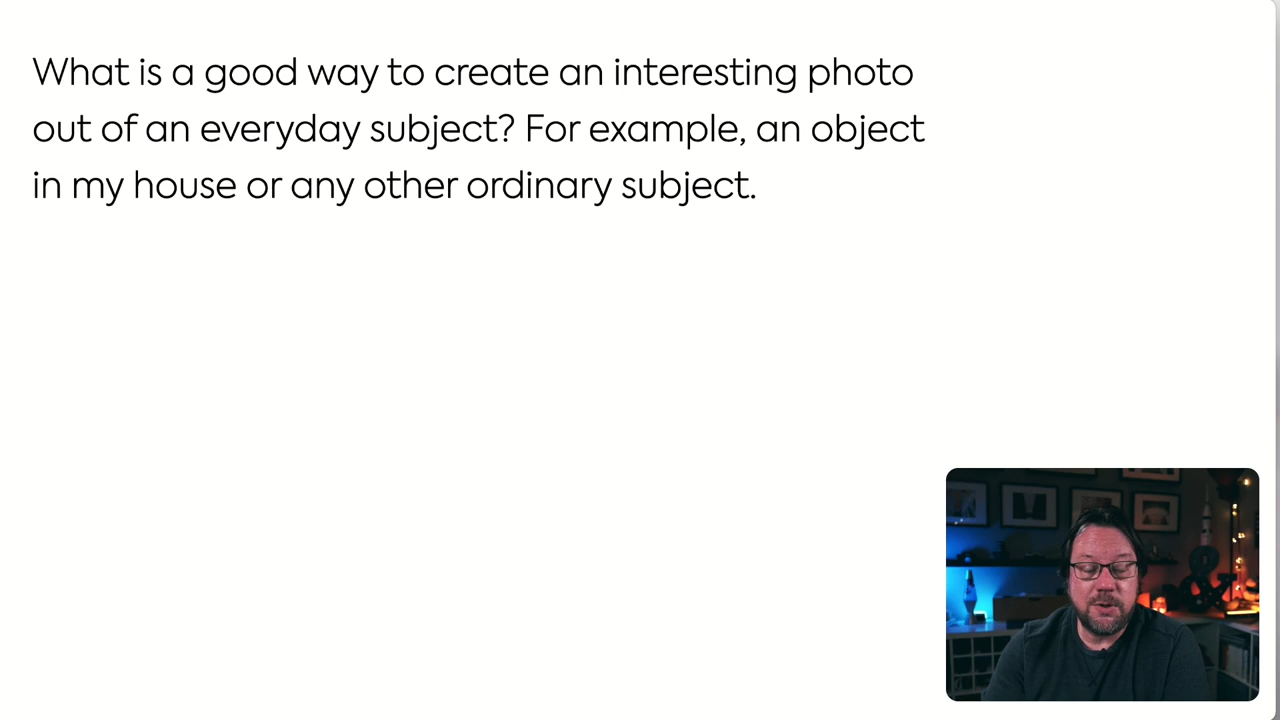 What is a good way to create an interesting photo
out of an everyday subject? For example, an object
in my house or any other ordinary subject.